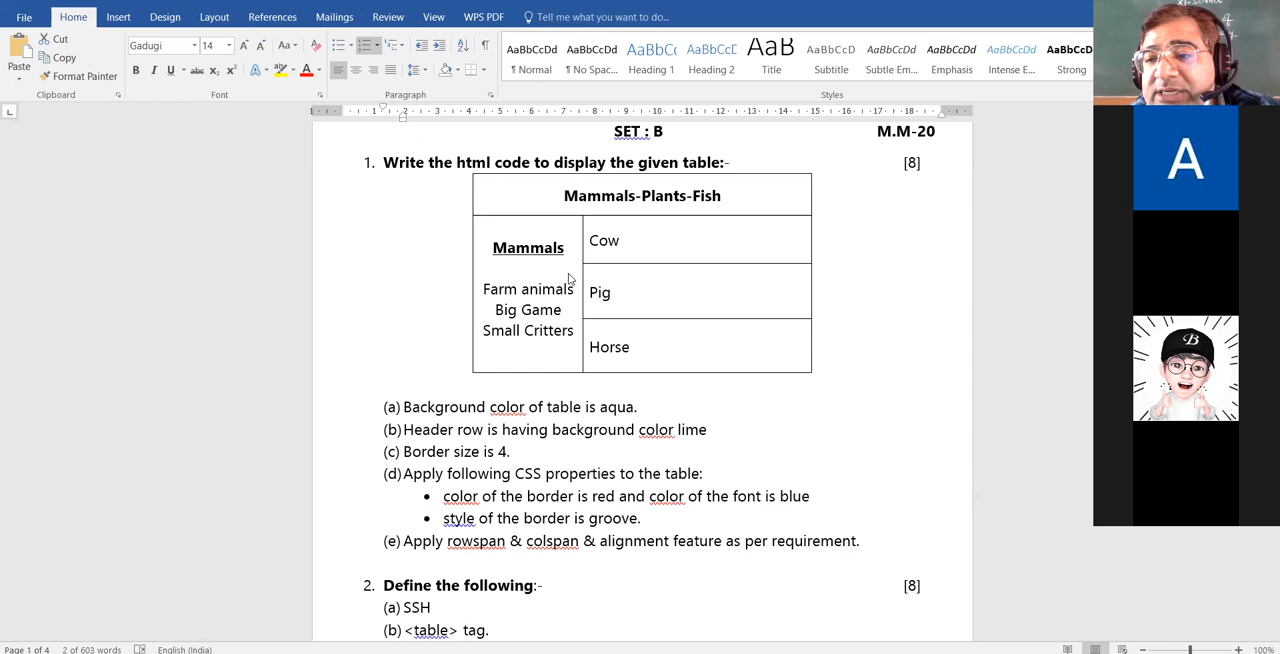 File Home Insert Design Layout References Mailings Review View WPS PDF Tell me what you want to do...
Paste Cut Copy Format Painter
Gadugi 14
AaBbCcDd AaBbCcDd AaBbCc AaBbCcD AaB AaBbCcDd AaBbCcDd AaBbCcDd AaBbCcDd AaBbCcDd
¶ Normal ¶ No Spac... Heading 1 Heading 2 Title Subtitle Subtle Em... Emphasis Intense E... Strong
Clipboard Font Paragraph Styles
SET : B M.M-20
1. Write the html code to display the given table:- [8]
Mammals-Plants-Fish
Mammals
Farm animals
Big Game
Small Critters
Cow
Pig
Horse
(a) Background color of table is aqua.
(b) Header row is having background color lime
(c) Border size is 4.
(d) Apply following CSS properties to the table:
• color of the border is red and color of the font is blue
• style of the border is groove.
(e) Apply rowspan & colspan & alignment feature as per requirement.
2. Define the following:- [8]
(a) SSH
(b) <table> tag.
Page 1 of 4 2 of 603 words English (India) 100%
A
B